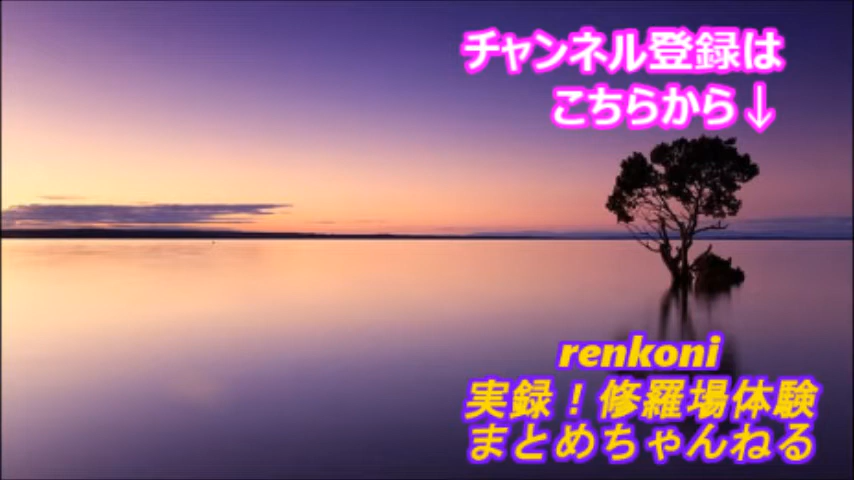 チャンネル登録は
こちらから↓
renkoni
実録！修羅場体験
まとめちゃんねる